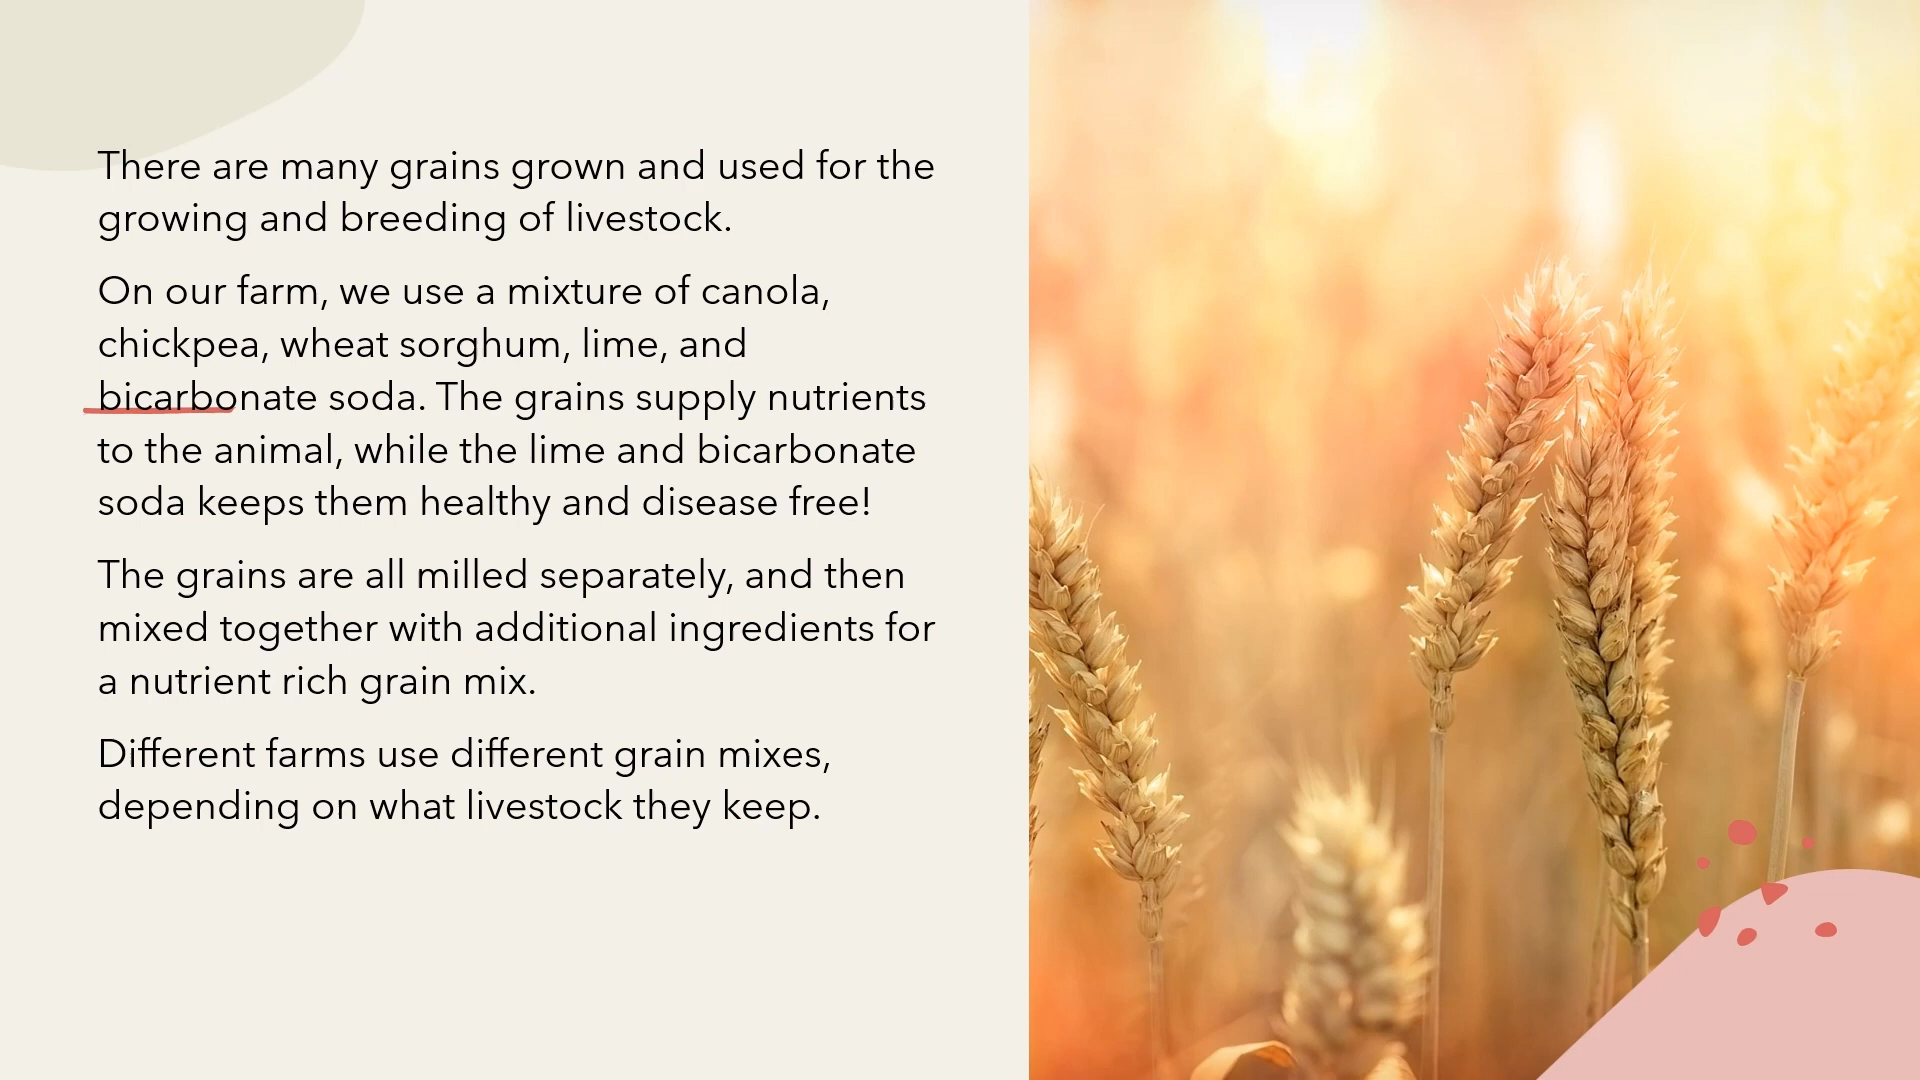 There are many grains grown and used for the
growing and breeding of livestock.
On our farm, we use a mixture of canola,
chickpea, wheat sorghum, lime, and
bicarbonate soda. The grains supply nutrients
to the animal, while the lime and bicarbonate
soda keeps them healthy and disease free!
The grains are all milled separately, and then
mixed together with additional ingredients for
a nutrient rich grain mix.
Different farms use different grain mixes,
depending on what livestock they keep.